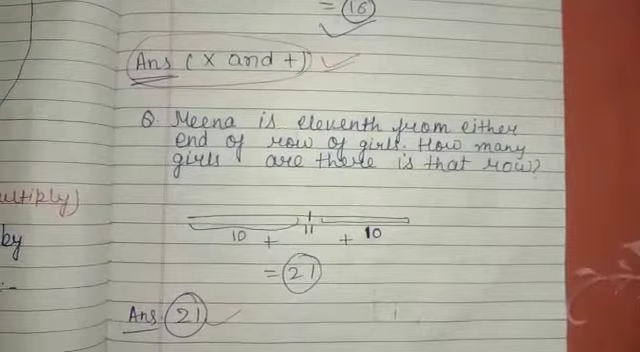 = 16
Ans (x and +)
Q. Meena is eleventh from either
end of row of girls. How many
girls are there is that row?
ultiply)
by
10 + 11 + 10
= 21
Ans. 21